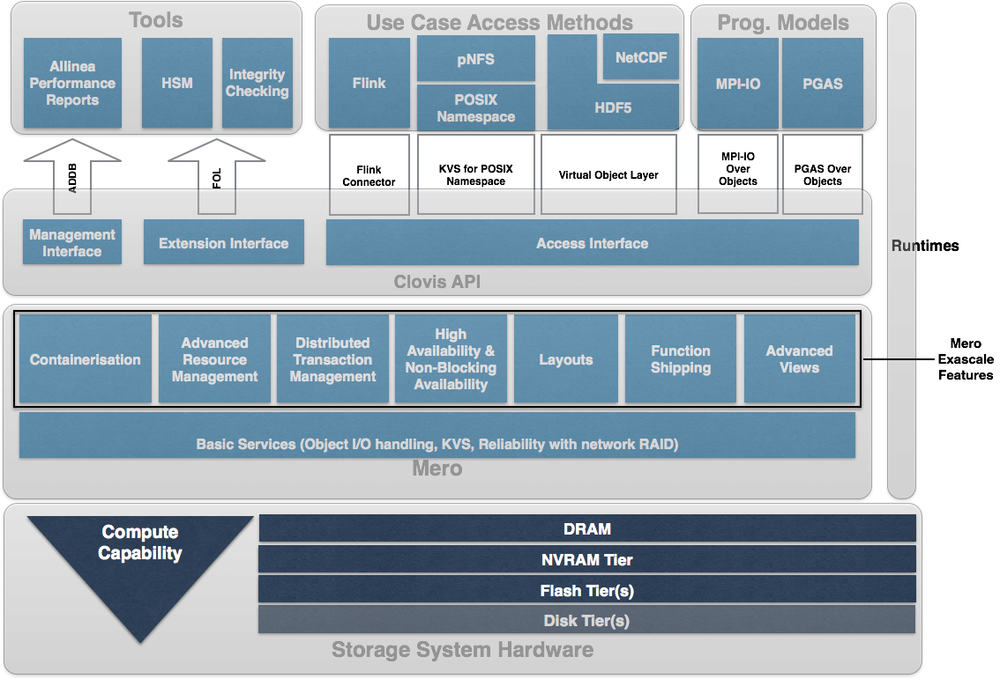 Tools
Use Case Access Methods
Prog. Models
Allinea
Performance
Reports
HSM
Integrity
Checking
Flink
pNFS
POSIX
Namespace
NetCDF
HDF5
MPI-IO
PGAS
ADDB
FOL
Flink
Connector
KVS for POSIX
Namespace
Virtual Object Layer
MPI-IO
Over
Objects
PGAS Over
Objects
Management
Interface
Extension Interface
Access Interface
Clovis API
Runtimes
Containerisation
Advanced
Resource
Management
Distributed
Transaction
Management
High
Availability &
Non-Blocking
Availability
Layouts
Function
Shipping
Advanced
Views
Mero
Exascale
Features
Basic Services (Object I/O handling, KVS, Reliability with network RAID)
Mero
Compute
Capability
DRAM
NVRAM Tier
Flash Tier(s)
Disk Tier(s)
Storage System Hardware